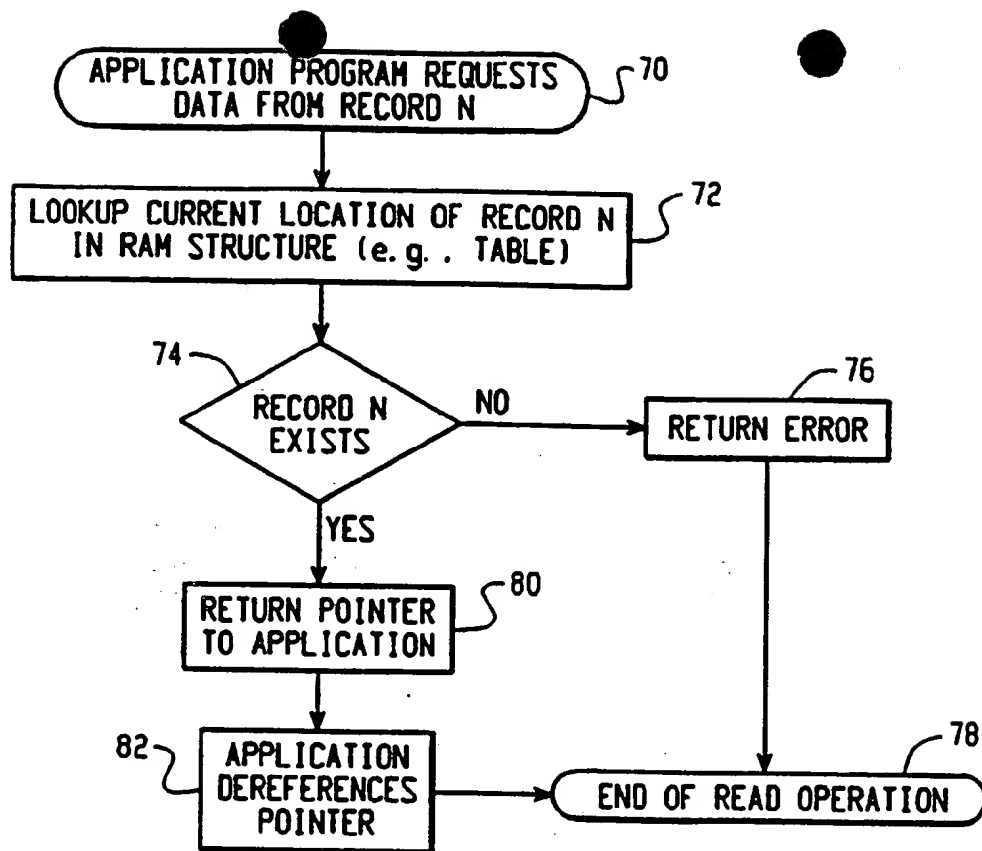 APPLICATION PROGRAM REQUESTS
DATA FROM RECORD N
70
LOOKUP CURRENT LOCATION OF RECORD N
IN RAM STRUCTURE (e.g., TABLE)
72
74
RECORD N
EXISTS
NO
76
RETURN ERROR
YES
80
RETURN POINTER
TO APPLICATION
82
APPLICATION
DEREFERENCES
POINTER
78
END OF READ OPERATION